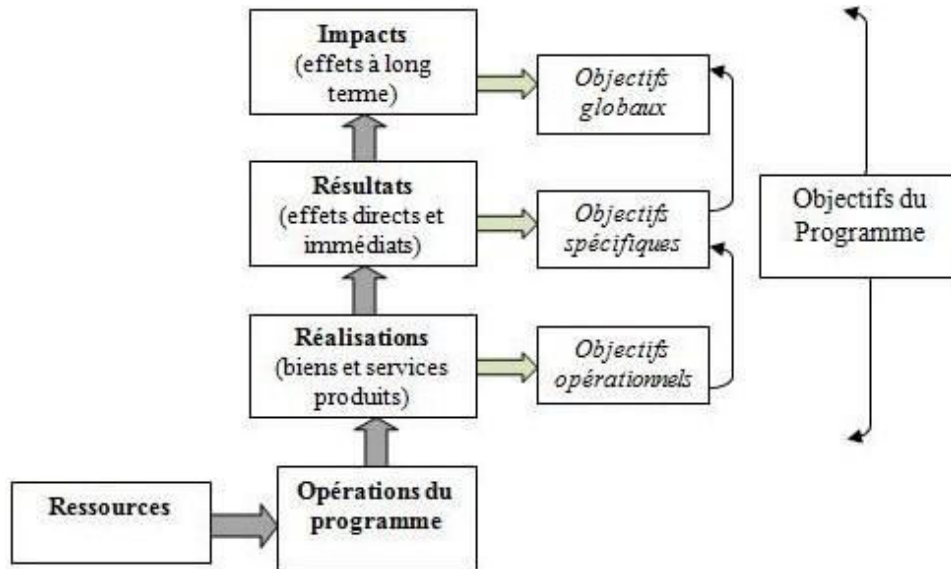 Impacts
(effets à long
terme)
Objectifs
globaux
Résultats
(effets directs et
immédiats)
Objectifs
spécifiques
Objectifs du
Programme
Réalisations
(biens et services
produits)
Objectifs
opérationnels
Ressources
Opérations du
programme